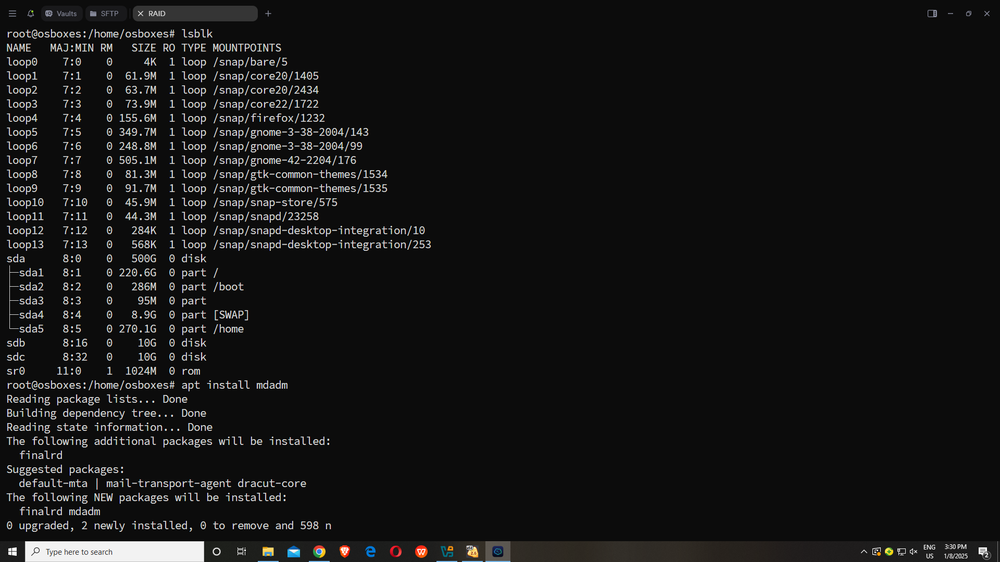 Vaults SFTP RAID
root@osboxes:/home/osboxes# lsblk
NAME   MAJ:MIN RM   SIZE RO TYPE MOUNTPOINTS
loop0    7:0    0     4K  1 loop /snap/bare/5
loop1    7:1    0  61.9M  1 loop /snap/core20/1405
loop2    7:2    0  63.7M  1 loop /snap/core20/2434
loop3    7:3    0  73.9M  1 loop /snap/core22/1722
loop4    7:4    0 155.6M  1 loop /snap/firefox/1232
loop5    7:5    0 349.7M  1 loop /snap/gnome-3-38-2004/143
loop6    7:6    0 248.8M  1 loop /snap/gnome-3-38-2004/99
loop7    7:7    0 505.1M  1 loop /snap/gnome-42-2204/176
loop8    7:8    0  81.3M  1 loop /snap/gtk-common-themes/1534
loop9    7:9    0  91.7M  1 loop /snap/gtk-common-themes/1535
loop10   7:10   0  45.9M  1 loop /snap/snap-store/575
loop11   7:11   0  44.3M  1 loop /snap/snapd/23258
loop12   7:12   0   284K  1 loop /snap/snapd-desktop-integration/10
loop13   7:13   0   568K  1 loop /snap/snapd-desktop-integration/253
sda      8:0    0   500G  0 disk
├─sda1   8:1    0 220.6G  0 part /
├─sda2   8:2    0   286M  0 part /boot
├─sda3   8:3    0    95M  0 part
├─sda4   8:4    0   8.9G  0 part [SWAP]
└─sda5   8:5    0 270.1G  0 part /home
sdb      8:16   0    10G  0 disk
sdc      8:32   0    10G  0 disk
sr0     11:0    1  1024M  0 rom
root@osboxes:/home/osboxes# apt install mdadm
Reading package lists... Done
Building dependency tree... Done
Reading state information... Done
The following additional packages will be installed:
  finalrd
Suggested packages:
  default-mta | mail-transport-agent dracut-core
The following NEW packages will be installed:
  finalrd mdadm
0 upgraded, 2 newly installed, 0 to remove and 598 n
Type here to search
x64
2.6
ENG
US
3:30 PM
1/8/2025
2